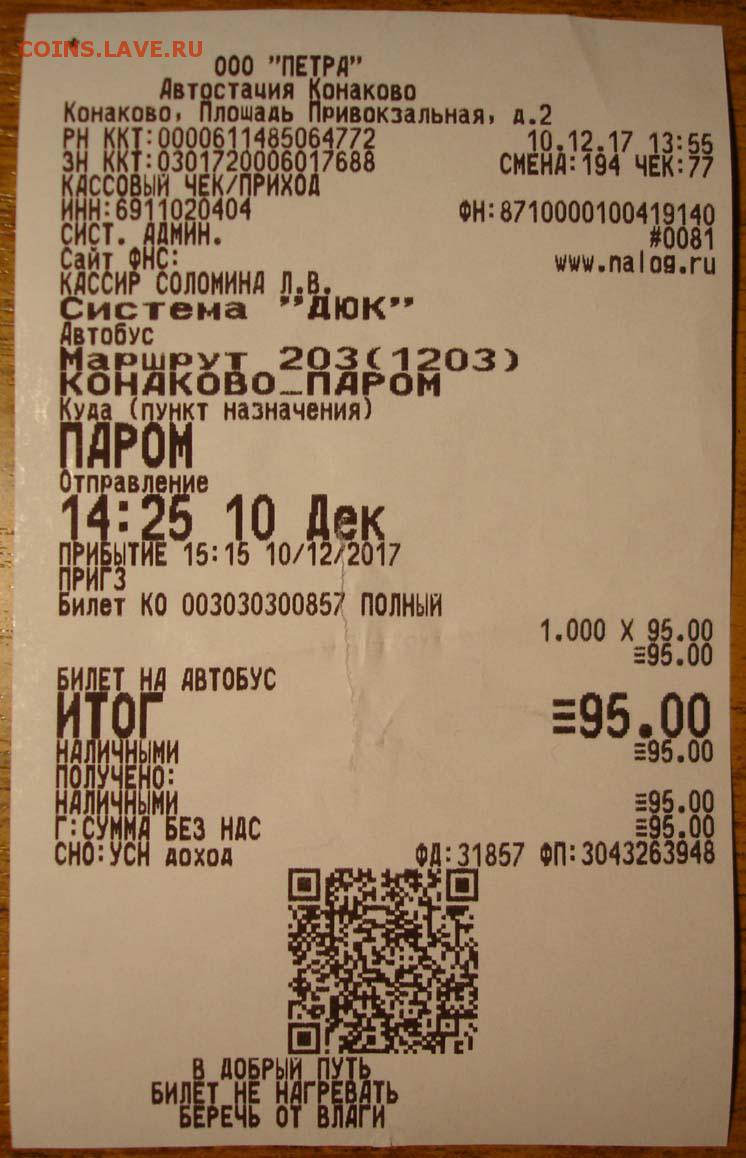 COINS.LAVE.RU
ООО "ПЕТРА"
Автостация Конаково
Конаково, Площадь Привокзальная, д.2
РН ККТ:0000611485064772 10.12.17 13:55
ЗН ККТ:0301720006017688 СМЕНА:194 ЧЕК:77
КАССОВЫЙ ЧЕК/ПРИХОД
ИНН:6911020404 ФН:8710000100419140
СИСТ. АДМИН. #0081
Сайт ФНС: www.nalog.ru
КАССИР СОЛОМИНА Л.В.
Система "ДЮК"
Автобус
Маршрут 203(1203)
КОНАКОВО_ПАРОМ
Куда (пункт назначения)
ПАРОМ
Отправление
14:25 10 Дек
ПРИБЫТИЕ 15:15 10/12/2017
ПРИГЗ
Билет КО 003030300857 ПОЛНЫЙ
1.000 X 95.00
≡95.00
БИЛЕТ НА АВТОБУС
ИТОГ ≡95.00
НАЛИЧНЫМИ ≡95.00
ПОЛУЧЕНО:
НАЛИЧНЫМИ ≡95.00
Г:СУММА БЕЗ НДС ≡95.00
СНО:УСН доход ФД:31857 ФП:3043263948
В ДОБРЫЙ ПУТЬ
БИЛЕТ НЕ НАГРЕВАТЬ
БЕРЕЧЬ ОТ ВЛАГИ